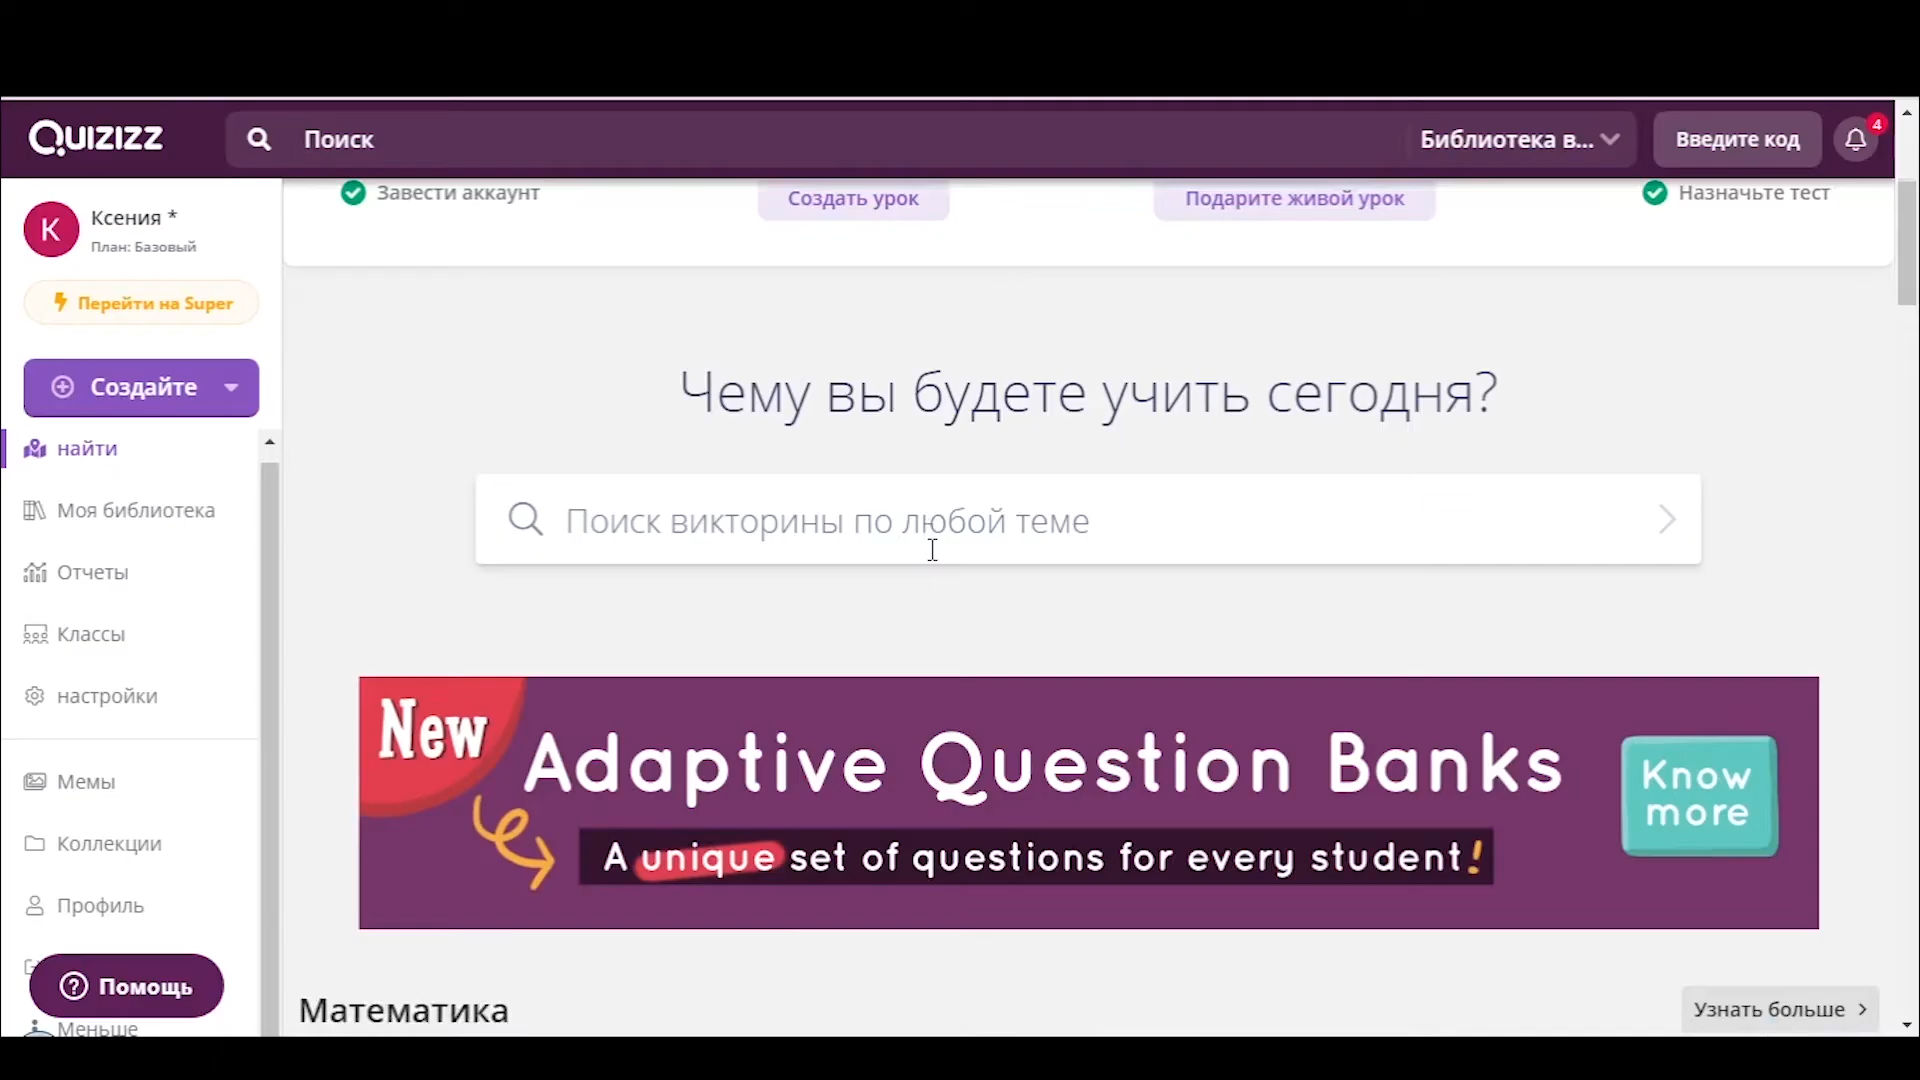 Quizizz
Поиск
Библиотека в...
Введите код
4
К
Ксения *
План: Базовый
Завести аккаунт
Создать урок
Подарите живой урок
Назначьте тест
Перейти на Super
Создайте
Чему вы будете учить сегодня?
найти
Моя библиотека
Поиск викторины по любой теме
Отчеты
Классы
настройки
New
Adaptive Question Banks
Know
more
A unique set of questions for every student!
Мемы
Коллекции
Профиль
Помощь
Меньше
Математика
Узнать больше